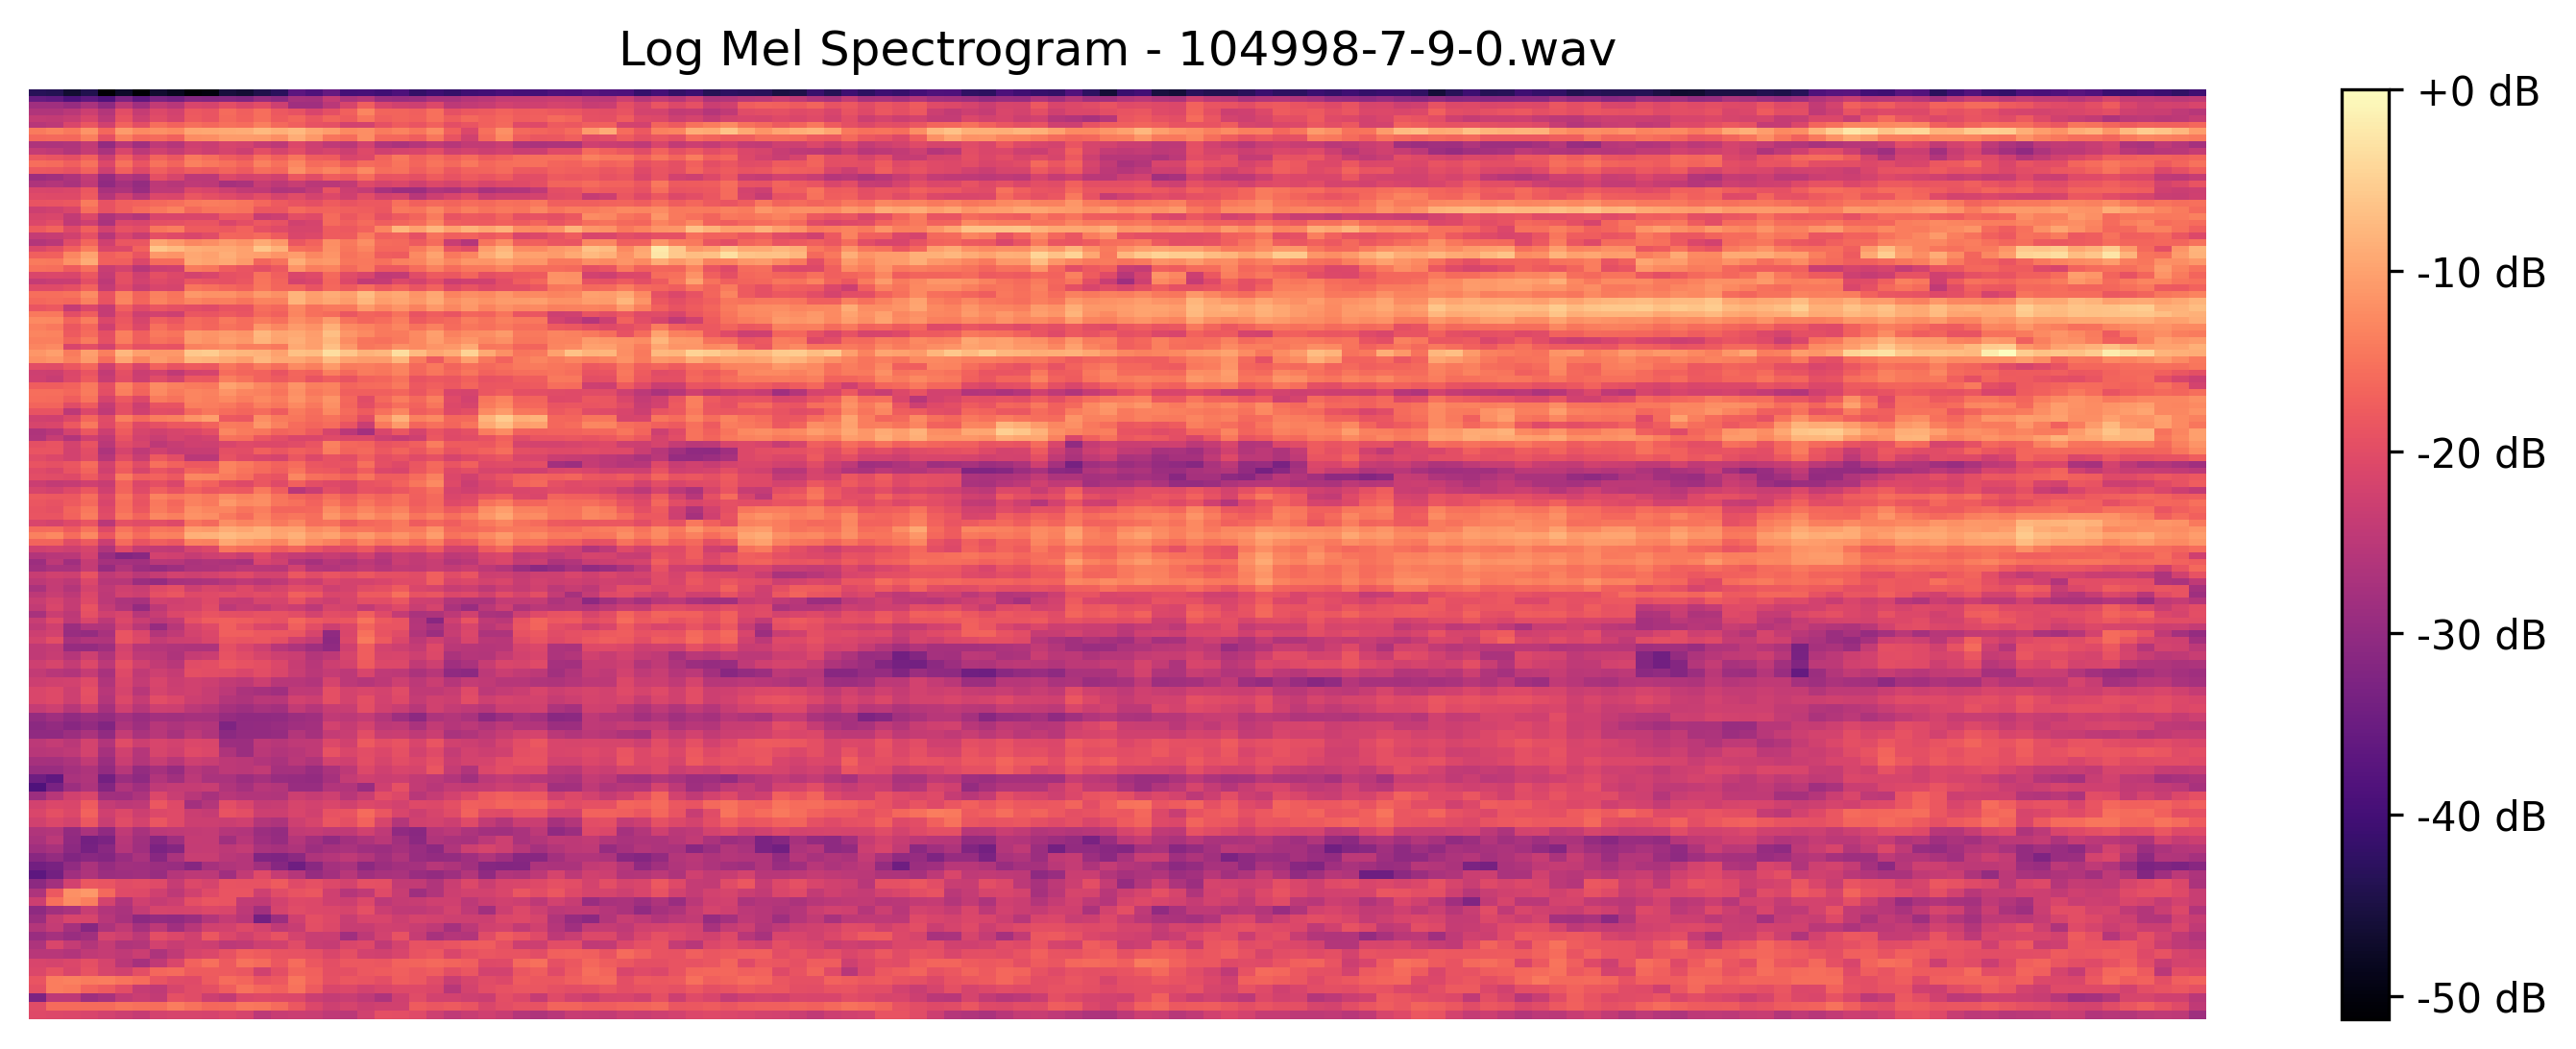 Log Mel Spectrogram - 104998-7-9-0.wav
+0 dB
-10 dB
-20 dB
-30 dB
-40 dB
-50 dB